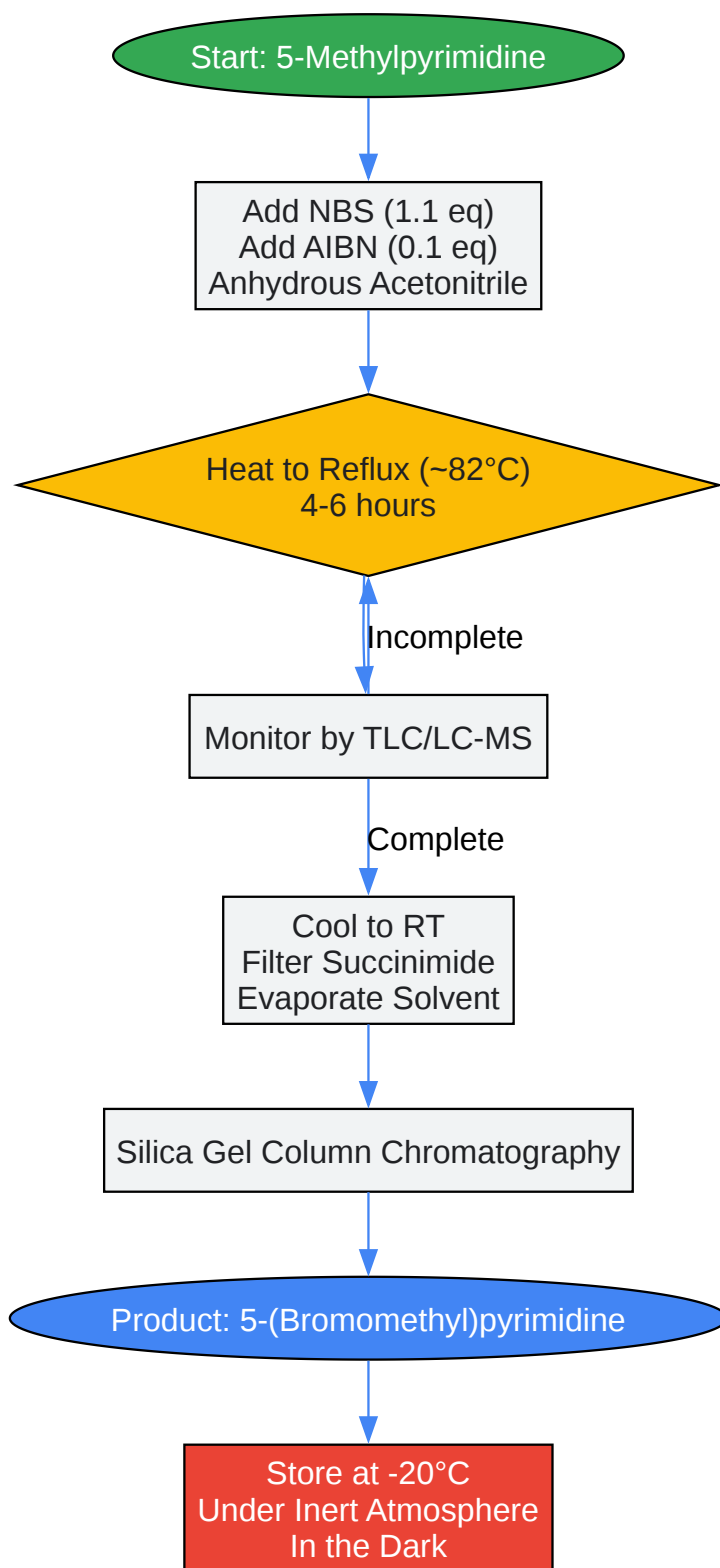 Start: 5-Methylpyrimidine
Add NBS (1.1 eq)
Add AIBN (0.1 eq)
Anhydrous Acetonitrile
Heat to Reflux (~82°C)
4-6 hours
Incomplete
Monitor by TLC/LC-MS
Complete
Cool to RT
Filter Succinimide
Evaporate Solvent
Silica Gel Column Chromatography
Product: 5-(Bromomethyl)pyrimidine
Store at -20°C
Under Inert Atmosphere
In the Dark